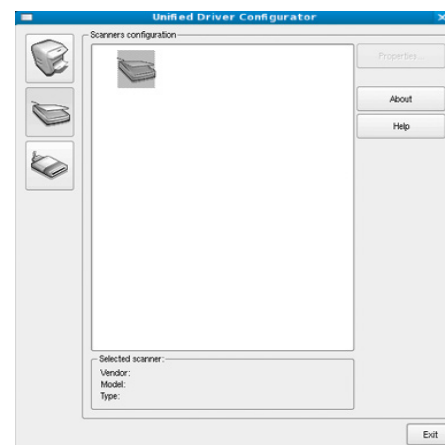 Unified Driver Configurator
Scanners configuration
Properties...
About
Help
Selected scanner:
Vendor:
Model:
Type:
Exit